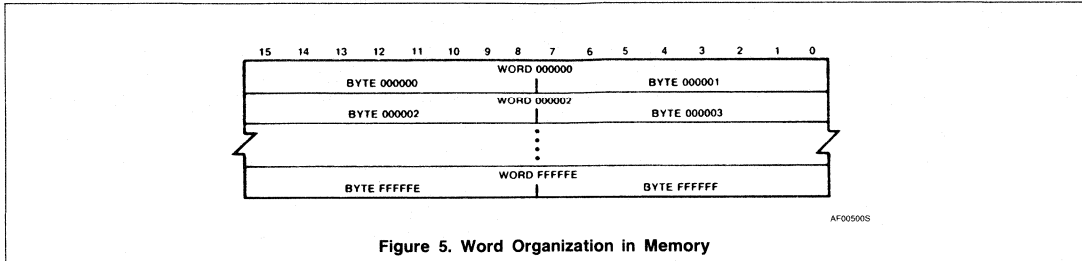 15 14 13 12 11 10 9 8 7 6 5 4 3 2 1 0
WORD 000000
BYTE 000000 BYTE 000001
WORD 000002
BYTE 000002 BYTE 000003
WORD FFFFFE
BYTE FFFFFE BYTE FFFFFF
AF00500S
Figure 5. Word Organization in Memory